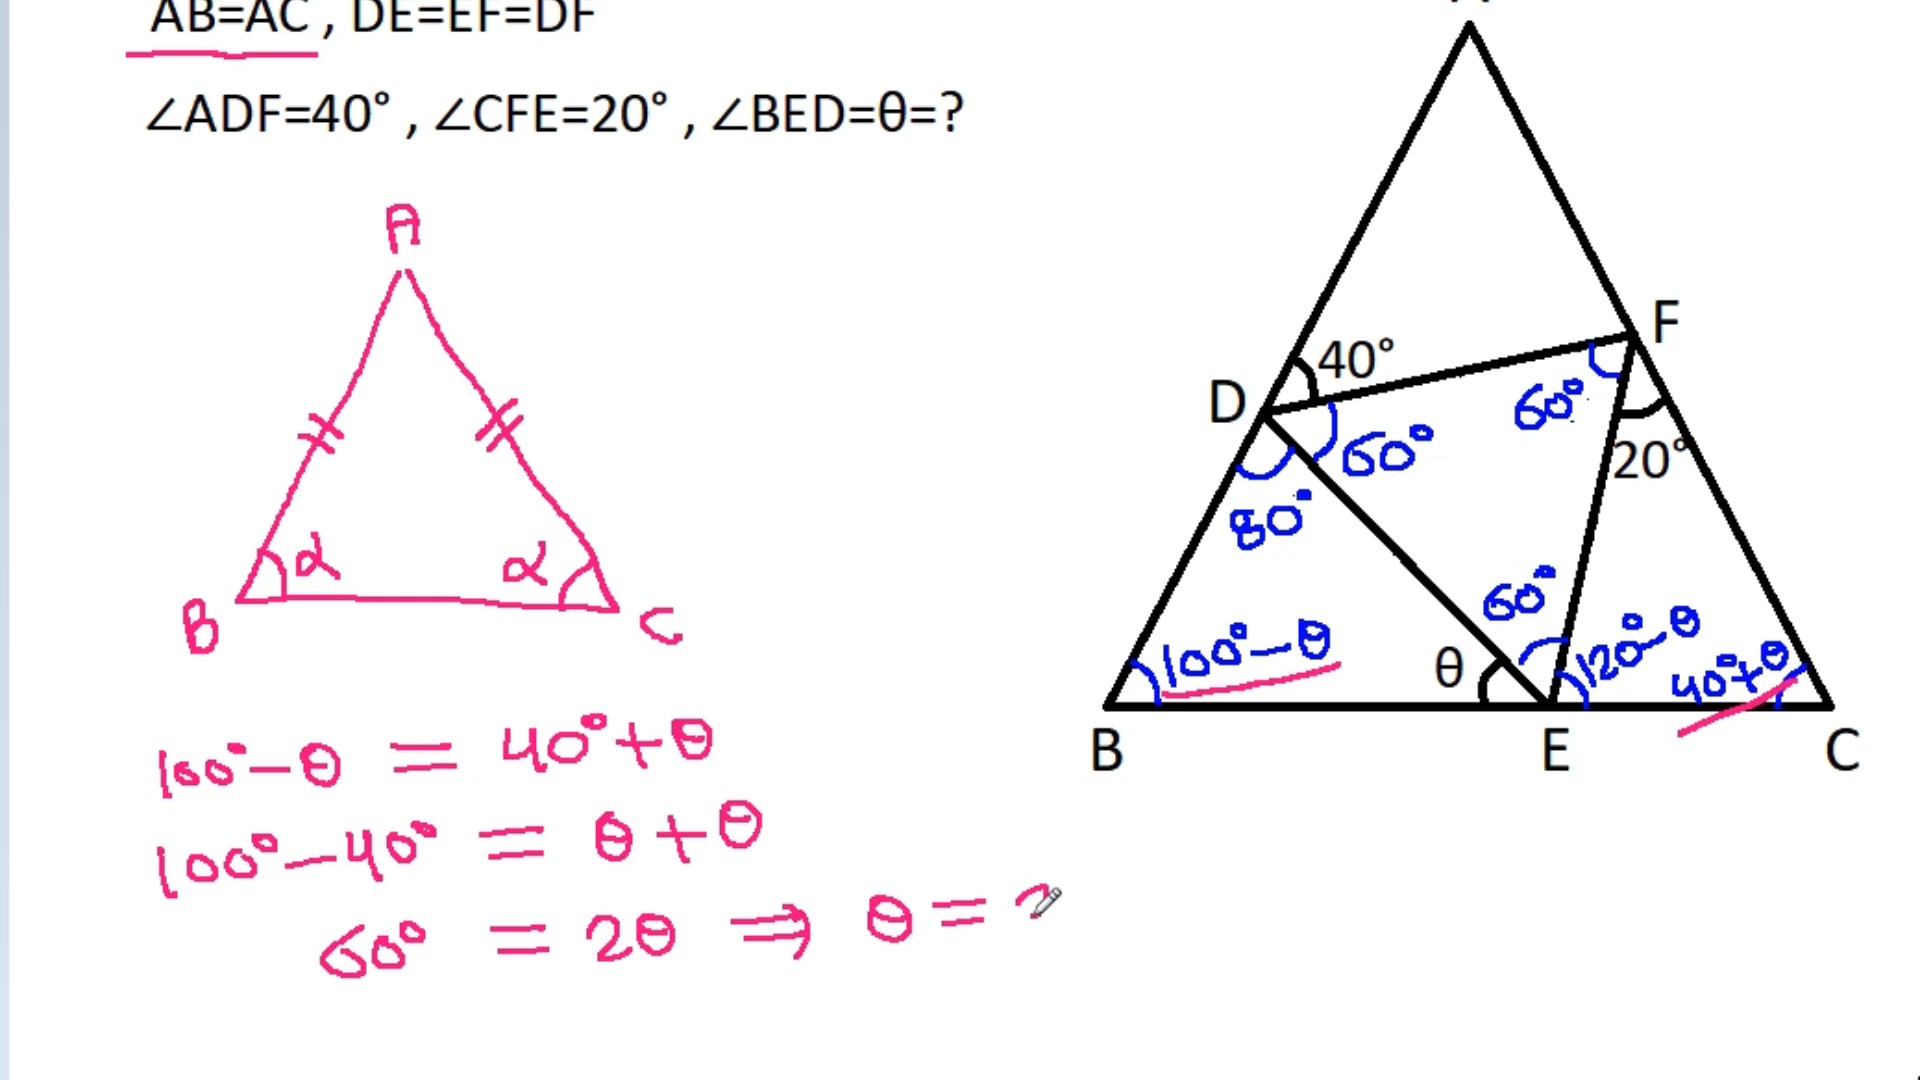 AB=AC , DE=EF=DF
∠ADF=40° , ∠CFE=20° , ∠BED=θ=?
A
B
α
α
C
100°-θ = 40°+θ
100°-40° = θ+θ
60° = 2θ ⇒ θ =
F
40°
D
60°
60°
20°
80°
60°
100°-θ
θ
120°-θ
40°+θ
B
E
C